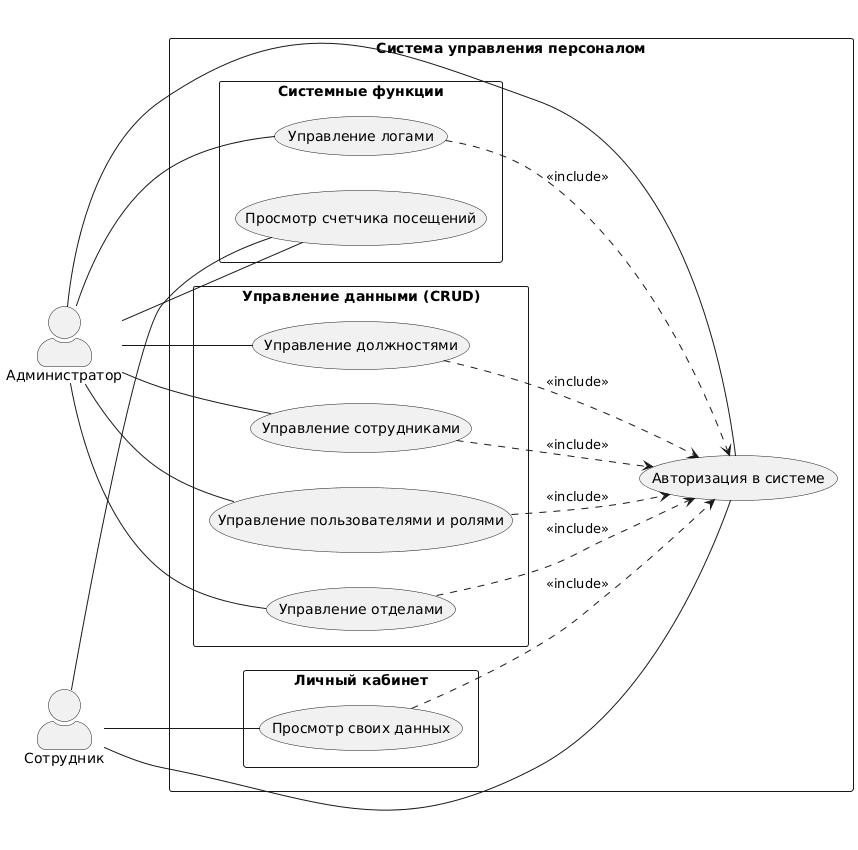 Система управления персоналом
Системные функции
Управление логами
«include»
Просмотр счетчика посещений
Управление данными (CRUD)
Управление должностями
«include»
Администратор
Управление сотрудниками
«include»
Авторизация в системе
«include»
Управление пользователями и ролями
«include»
«include»
Управление отделами
Личный кабинет
Просмотр своих данных
Сотрудник